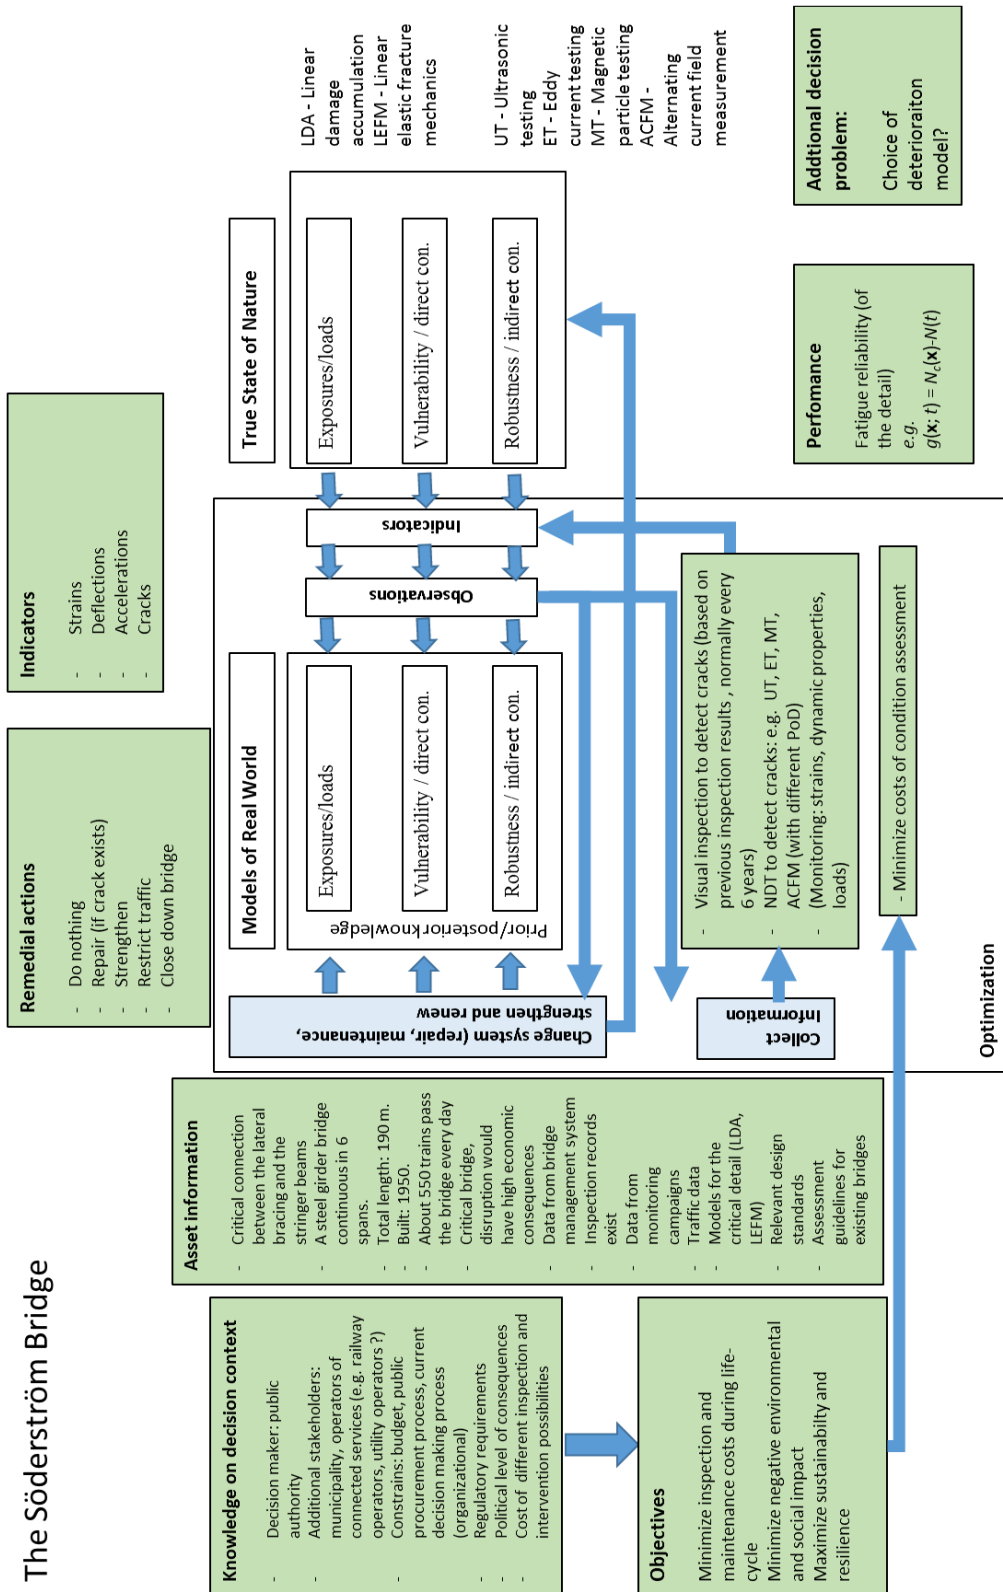 The Söderström Bridge
Knowledge on decision context
- Decision maker: public
authority
- Additional stakeholders:
municipality, operators of
connected services (e.g. railway
operators, utility operators ?)
- Constrains: budget, public
procurement process, current
decision making process
(organizational)
- Regulatory requirements
- Political level of consequences
- Cost of different inspection and
intervention possibilities
Objectives
Minimize inspection and
maintenance costs during life-
cycle
Minimize negative environmental
and social impact
Maximize sustainabilty and
resilience
Asset information
- Critical connection
between the lateral
bracing and the
stringer beams
- A steel girder bridge
continuous in 6
spans.
- Total length: 190 m.
- Built: 1950.
- About 550 trains pass
the bridge every day
- Critical bridge,
disruption would
have high economic
consequences
- Data from bridge
management system
- Inspection records
exist
- Data from
monitoring
campaigns
- Traffic data
- Models for the
critical detail (LDA,
LEFM)
- Relevant design
standards
- Assessment
guidelines for
existing bridges
Remedial actions
- Do nothing
- Repair (if crack exists)
- Strengthen
- Restrict traffic
- Close down bridge
Indicators
- Strains
- Deflections
- Accelerations
- Cracks
Change system (repair, maintenance,
strengthen and renew
Models of Real World
Prior/posterior knowledge
Exposures/loads
Vulnerability / direct con.
Robustness / indirect con.
Observations
Indicators
True State of Nature
Exposures/loads
Vulnerability / direct con.
Robustness / indirect con.
LDA - Linear
damage
accumulation
LEFM - Linear
elastic fracture
mechanics
UT - Ultrasonic
testing
ET - Eddy
current testing
MT - Magnetic
particle testing
ACFM -
Alternating
current field
measurement
Collect
Information
- Visual inspection to detect cracks (based on
previous inspection results , normally every
6 years)
- NDT to detect cracks: e.g. UT, ET, MT,
ACFM (with different PoD)
- (Monitoring: strains, dynamic properties,
loads)
- Minimize costs of condition assessment
Optimization
Perfomance
Fatigue reliability (of
the detail)
e.g.
g(x; t) = Nc(x)-N(t)
Addtional decision
problem:
Choice of
deterioraiton
model?